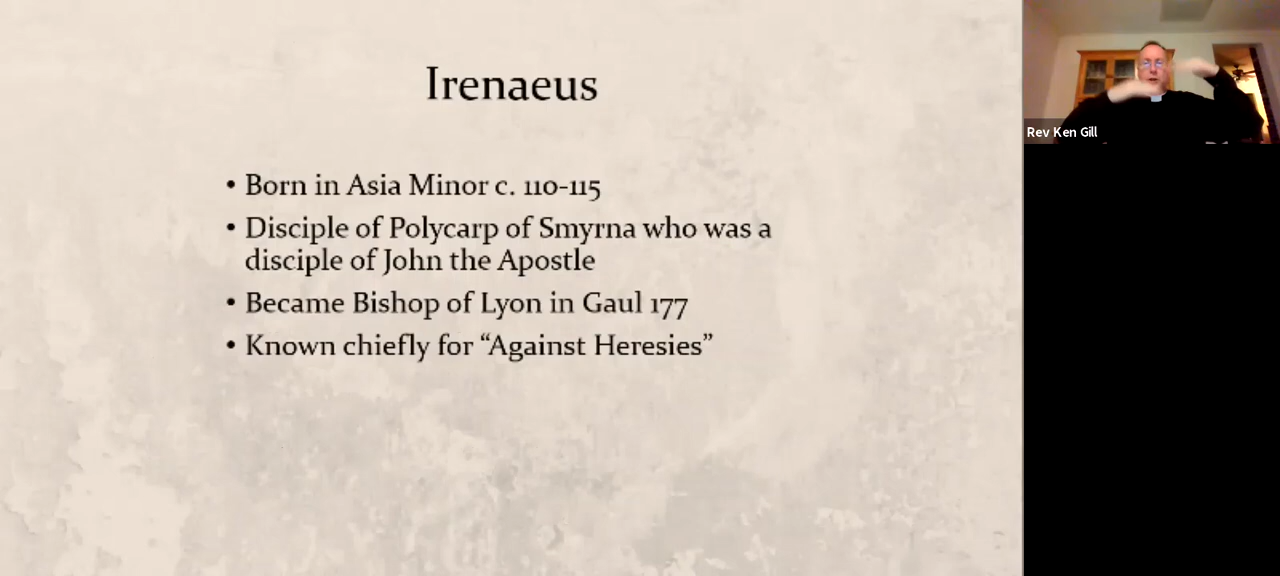 Irenaeus
• Born in Asia Minor c. 110-115
• Disciple of Polycarp of Smyrna who was a
disciple of John the Apostle
• Became Bishop of Lyon in Gaul 177
• Known chiefly for “Against Heresies”
Rev Ken Gill